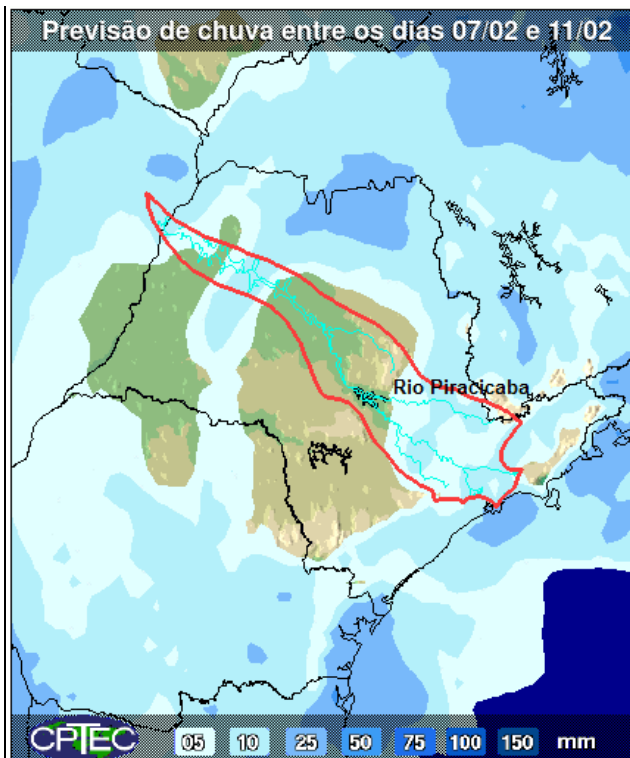 Previsão de chuva entre os dias 07/02 e 11/02
Rio Piracicaba
CPTEC 05 10 25 50 75 100 150 mm